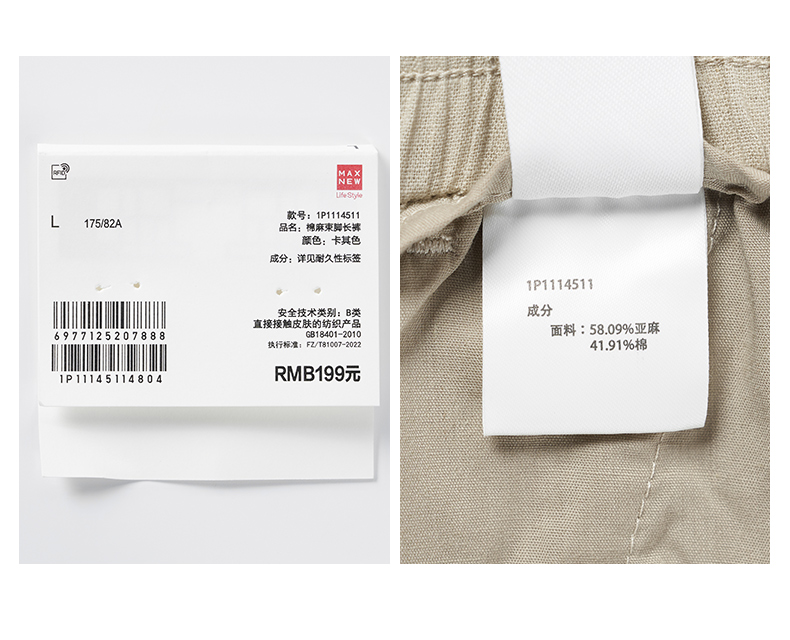 RFID
MAX
NEW
LifeStyle
L 175/82A
款号：1P1114511
品名：棉麻束脚长裤
颜色：卡其色
成分：详见耐久性标签
安全技术类别：B类
直接接触皮肤的纺织产品
GB18401-2010
执行标准：FZ/T81007-2022
6977125207888
1P11145114804
RMB199元
1P1114511
成分
面料：58.09%亚麻
41.91%棉